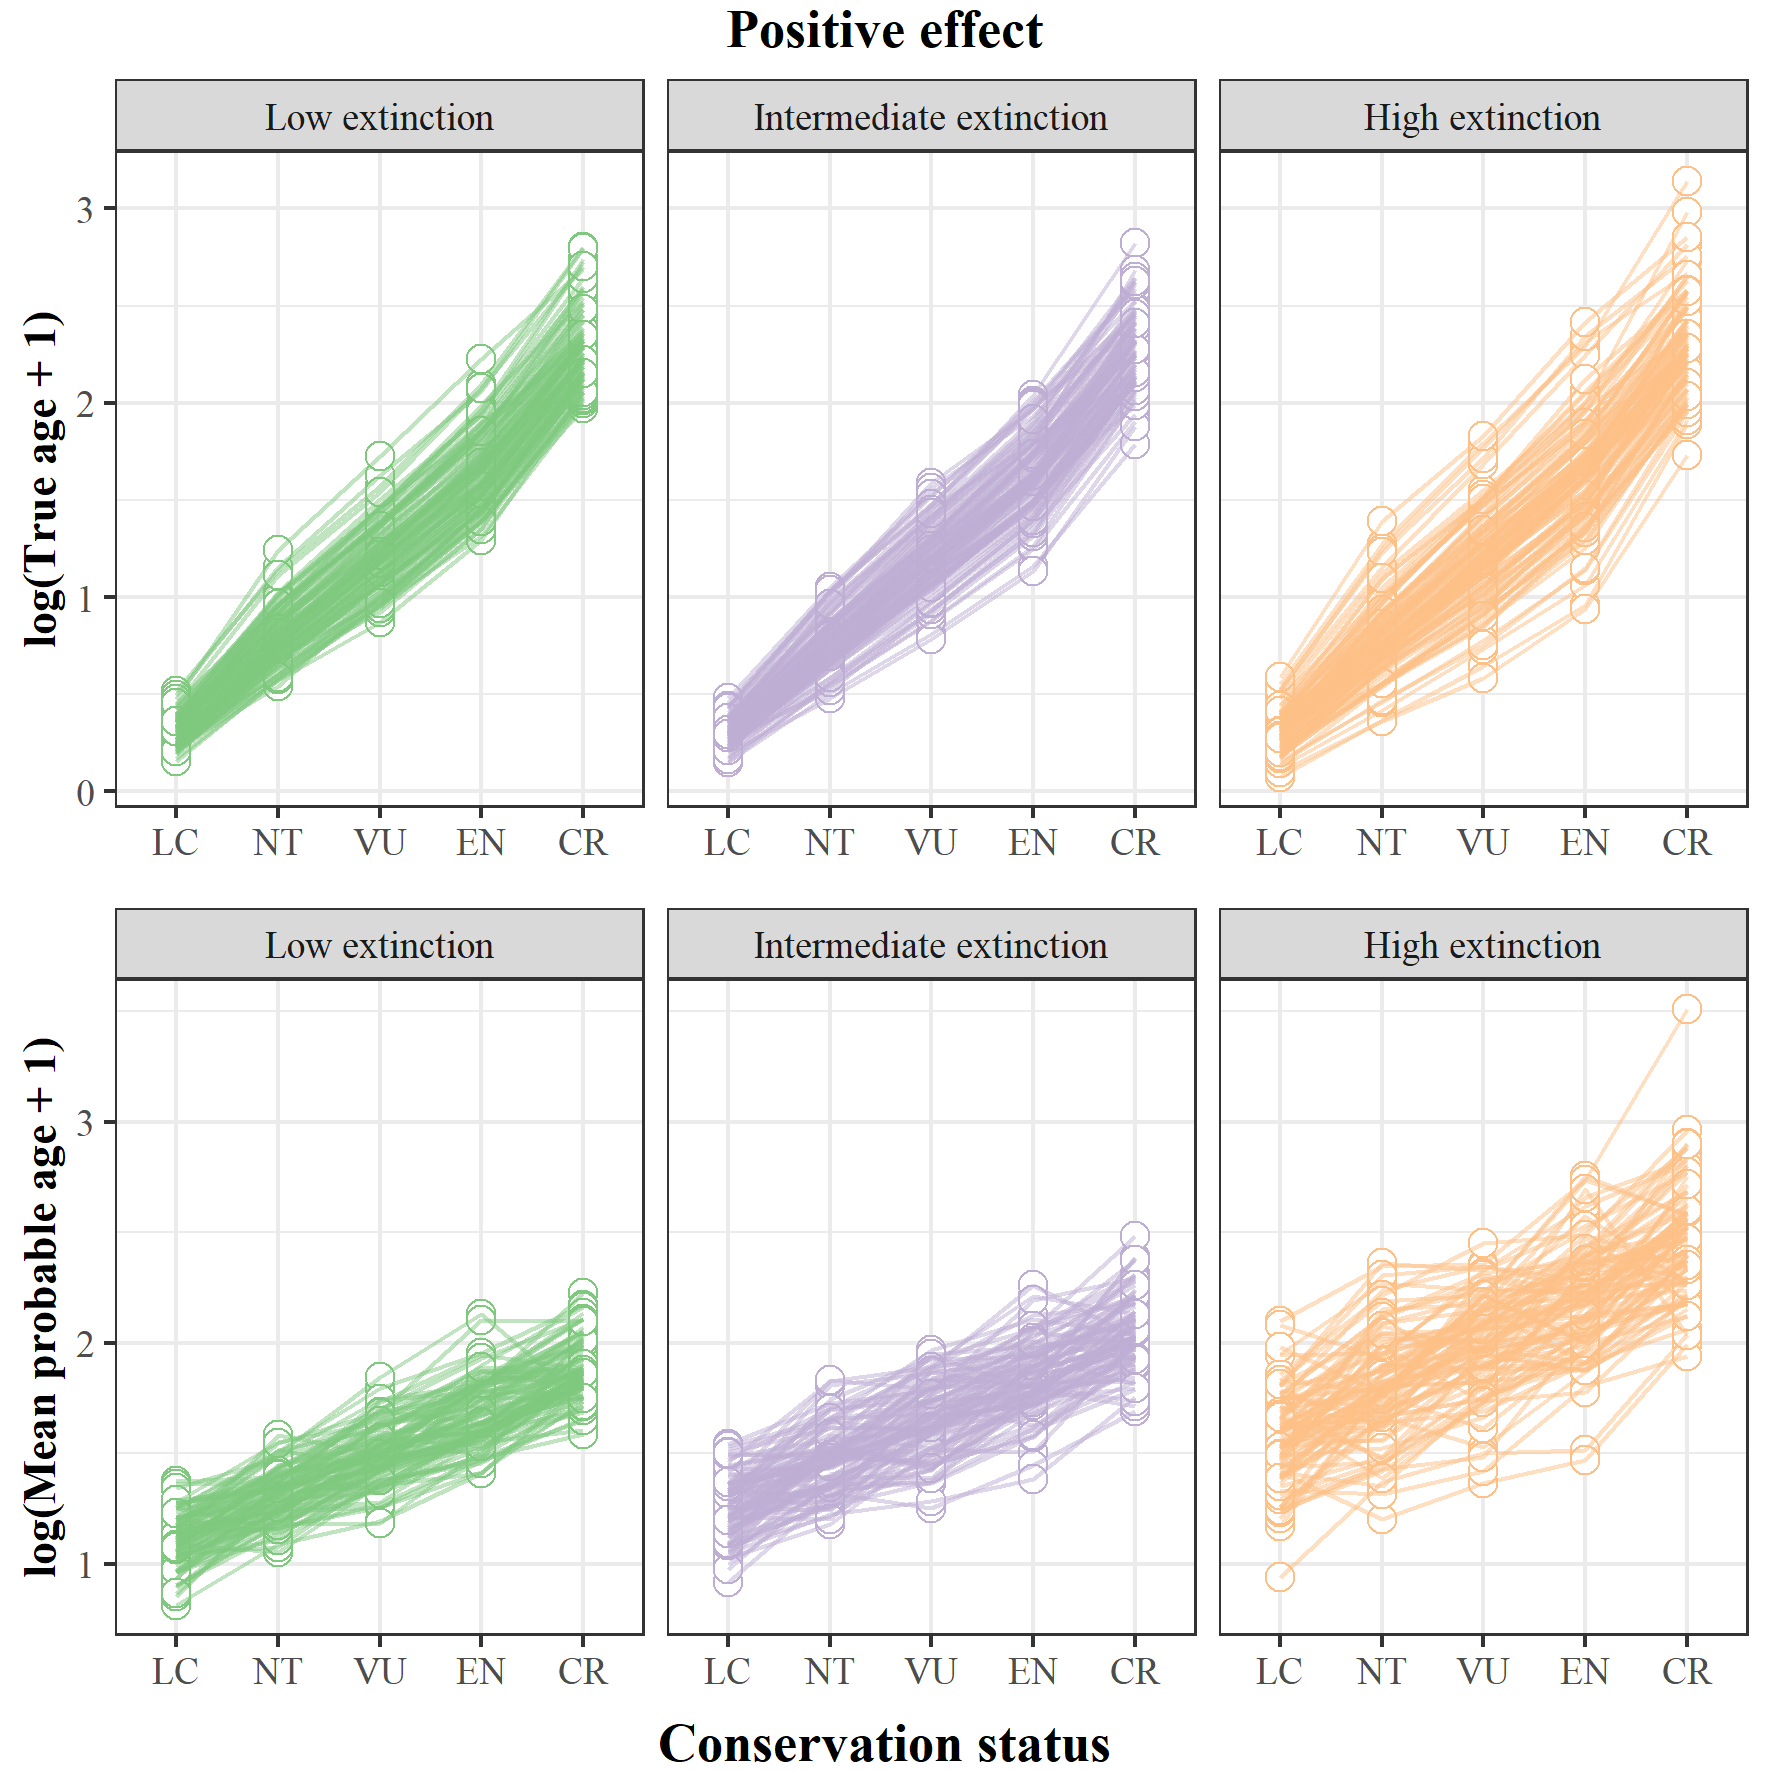 Positive effect
Low extinction
Intermediate extinction
High extinction
log(True age + 1)
3
2
1
0
LC NT VU EN CR
LC NT VU EN CR
LC NT VU EN CR
Low extinction
Intermediate extinction
High extinction
log(Mean probable age + 1)
3
2
1
LC NT VU EN CR
LC NT VU EN CR
LC NT VU EN CR
Conservation status